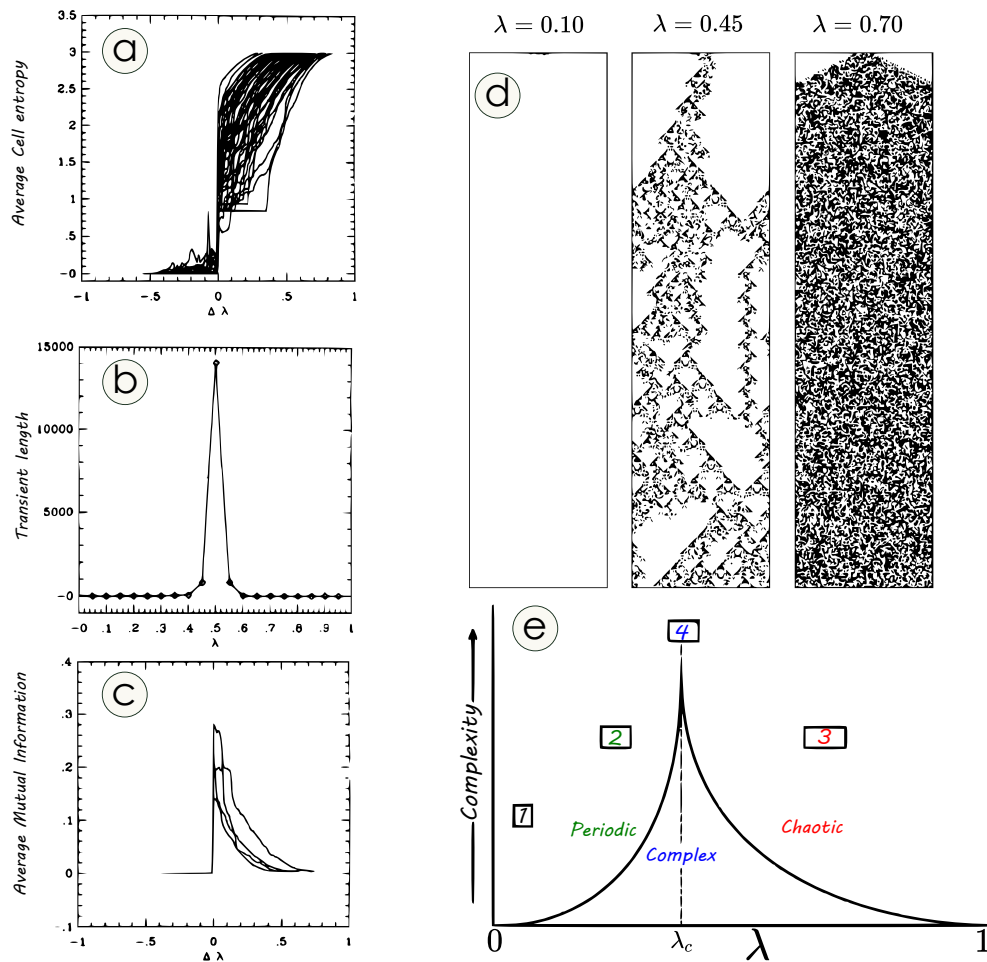 a
3.5
3
2.5
2
1.5
1
.5
-0
Average Cell entropy
-1
-.5
0
.5
1
Δ λ
b
15000
10000
5000
-0
Transient length
-0 .1 .2 .3 .4 .5 .6 .7 .8 .9 1
λ
c
.4
.3
.2
.1
0
-.1
Average Mutual Information
-1
-.5
0
.5
1
Δ λ
λ = 0.10
λ = 0.45
λ = 0.70
d
e
4
2
3
1
Periodic
Chaotic
Complex
Complexity
0
λc
λ
1